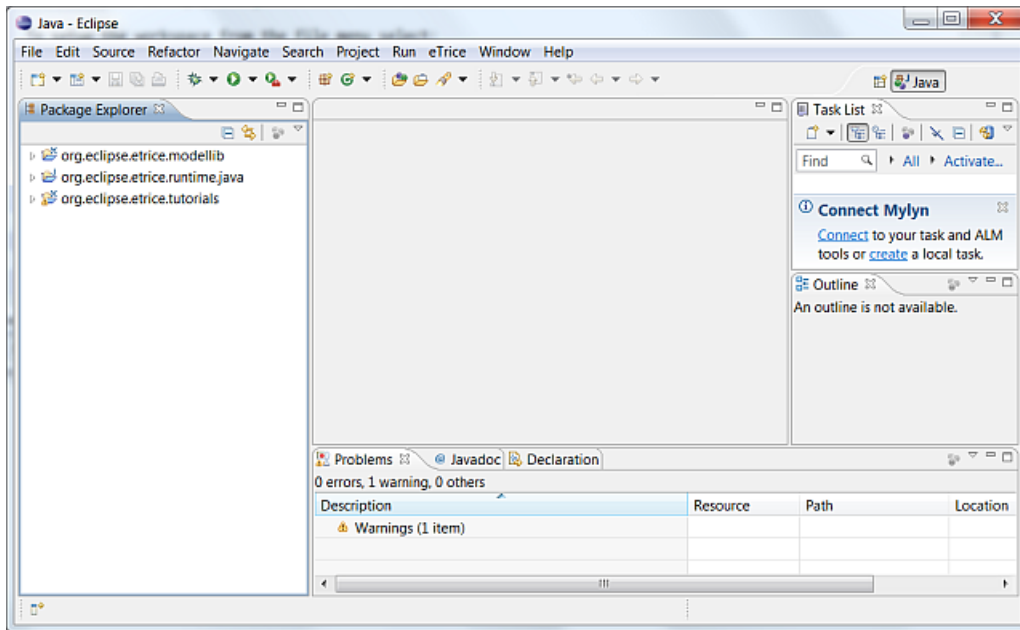 Java - Eclipse
File Edit Source Refactor Navigate Search Project Run eTrice Window Help
Java
Package Explorer
org.eclipse.etrice.modellib
org.eclipse.etrice.runtime.java
org.eclipse.etrice.tutorials
Task List
Find All Activate...
Connect Mylyn
Connect to your task and ALM
tools or create a local task.
Outline
An outline is not available.
Problems @ Javadoc Declaration
0 errors, 1 warning, 0 others
Description Resource Path Location
Warnings (1 item)